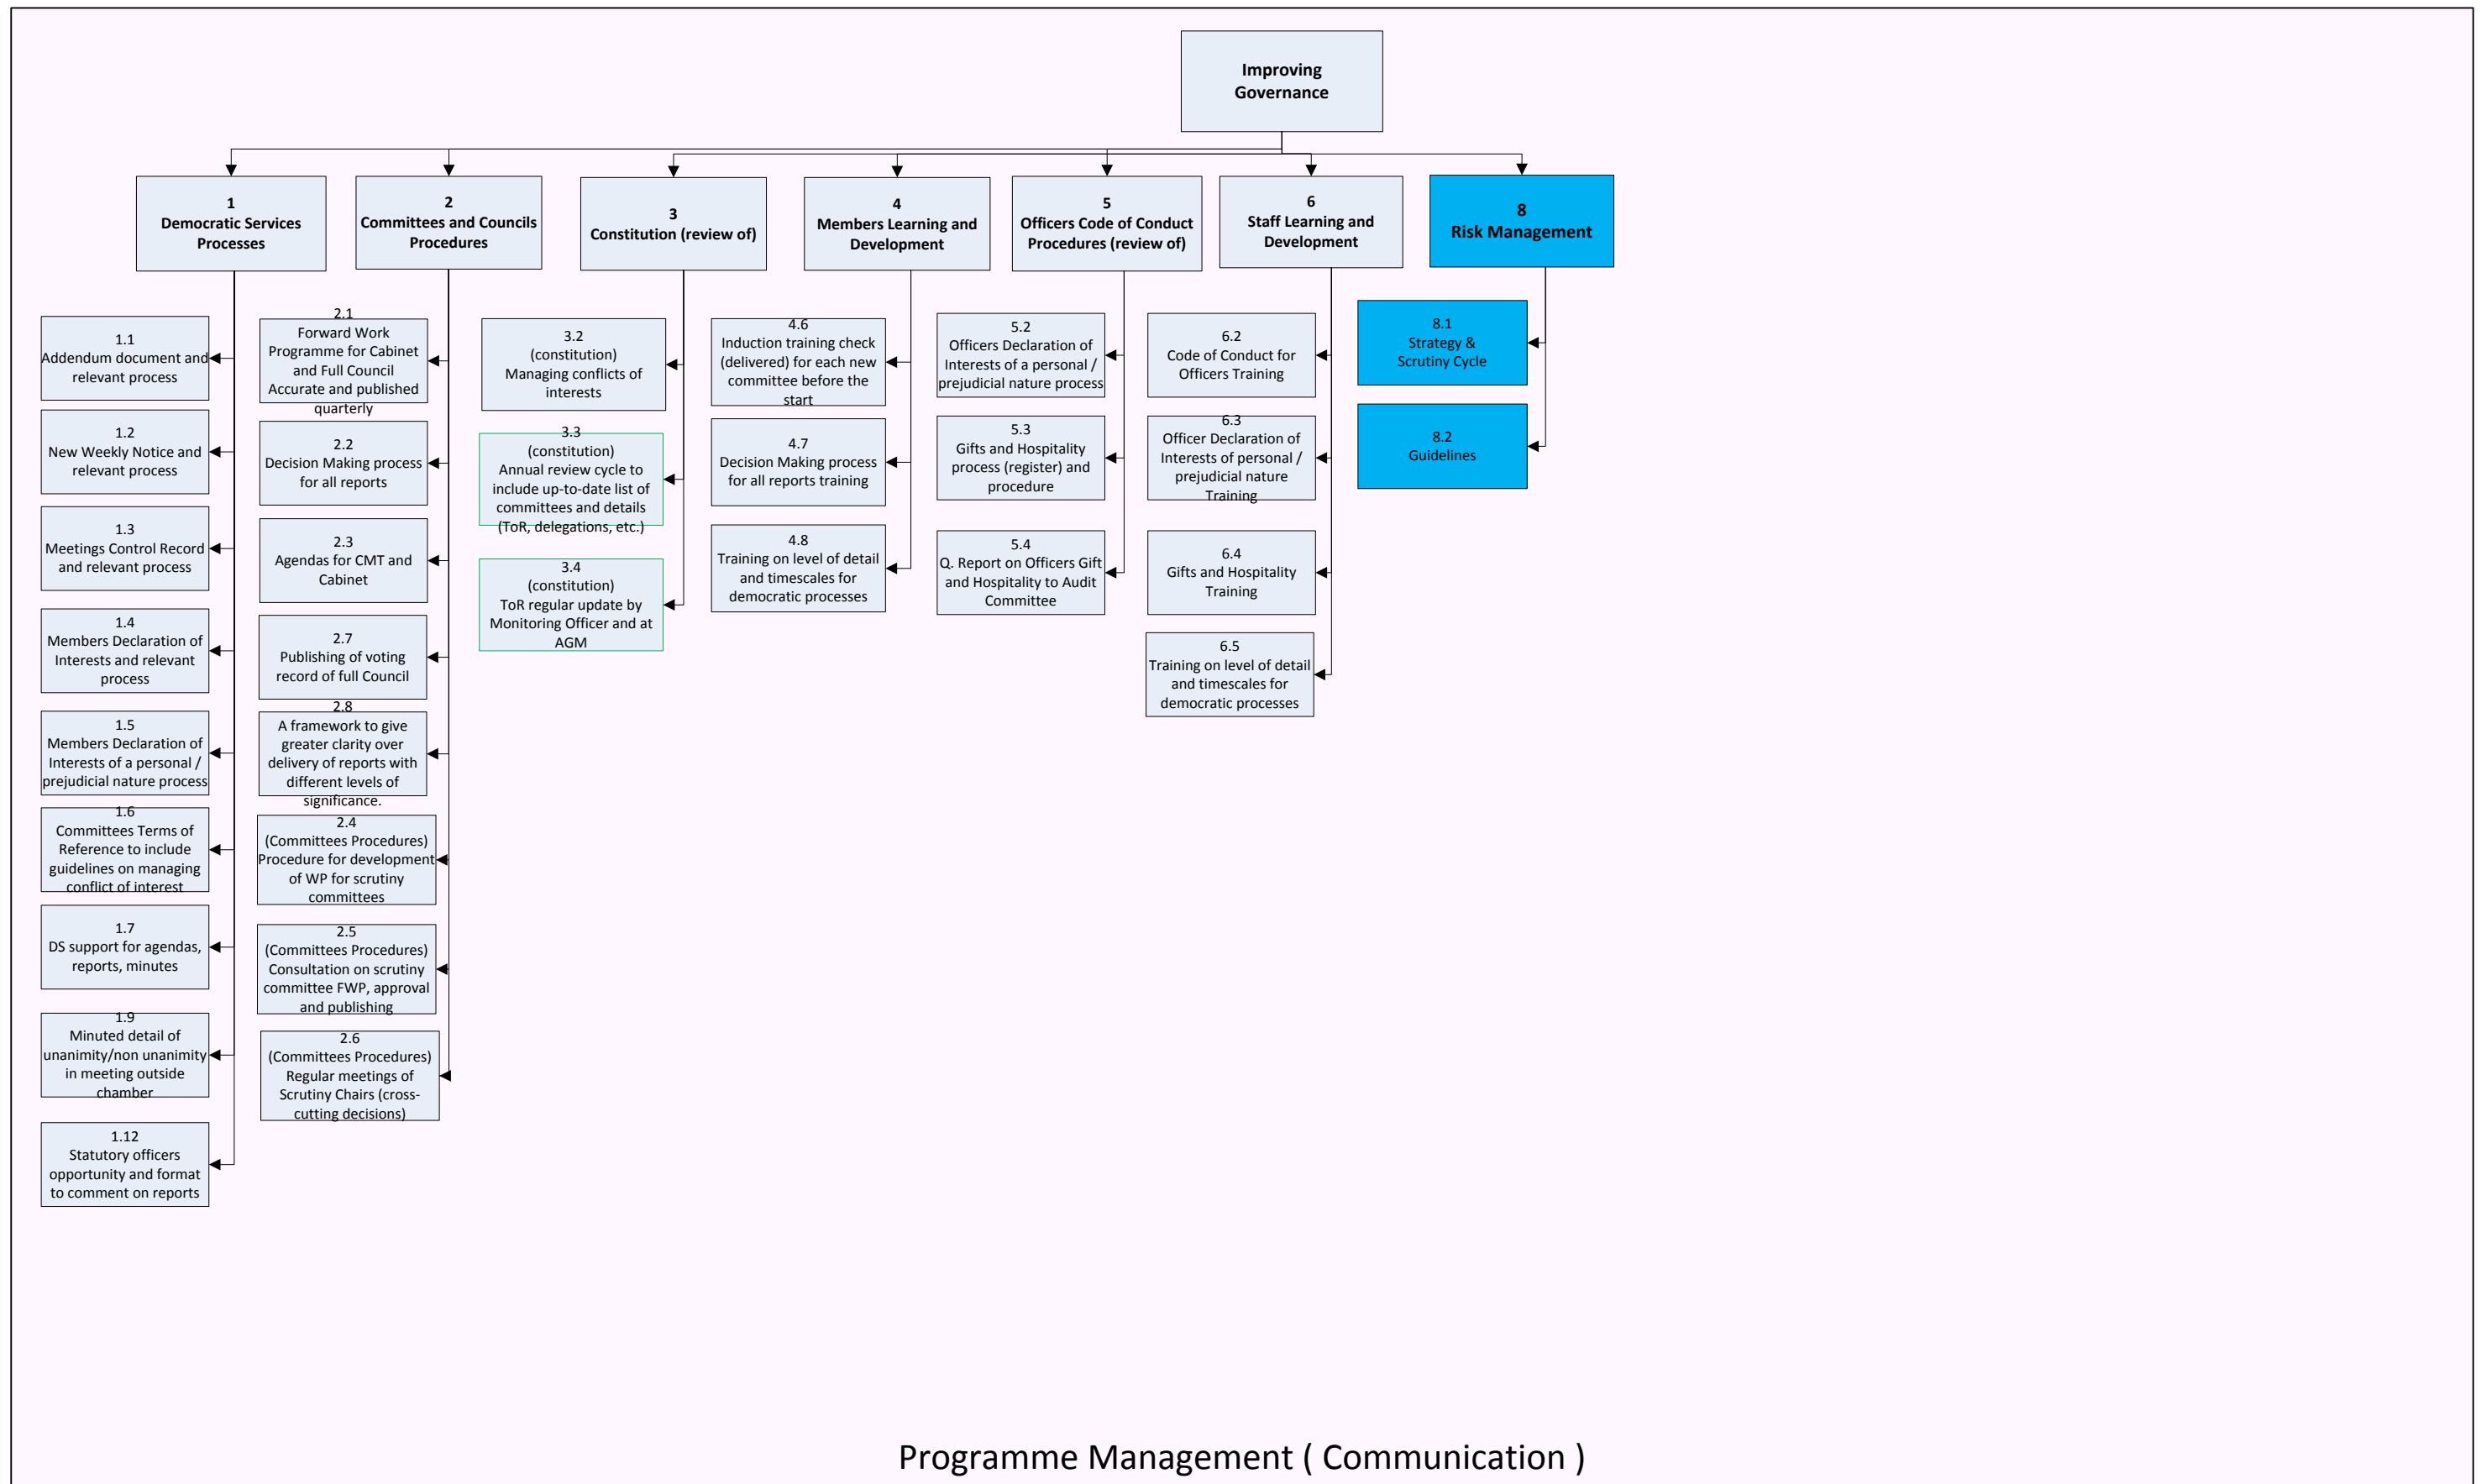 Improving
Governance
1
Democratic Services
Processes
2
Committees and Councils
Procedures
3
Constitution (review of)
4
Members Learning and
Development
5
Officers Code of Conduct
Procedures (review of)
6
Staff Learning and
Development
8
Risk Management
1.1
Addendum document and
relevant process
1.2
New Weekly Notice and
relevant process
1.3
Meetings Control Record
and relevant process
1.4
Members Declaration of
Interests and relevant
process
1.5
Members Declaration of
Interests of a personal /
prejudicial nature process
1.6
Committees Terms of
Reference to include
guidelines on managing
conflict of interest
1.7
DS support for agendas,
reports, minutes
1.9
Minuted detail of
unanimity/non unanimity
in meeting outside
chamber
1.12
Statutory officers
opportunity and format
to comment on reports
2.1
Forward Work
Programme for Cabinet
and Full Council
Accurate and published
quarterly
2.2
Decision Making process
for all reports
2.3
Agendas for CMT and
Cabinet
2.7
Publishing of voting
record of full Council
2.8
A framework to give
greater clarity over
delivery of reports with
different levels of
significance.
2.4
(Committees Procedures)
Procedure for development
of WP for scrutiny
committees
2.5
(Committees Procedures)
Consultation on scrutiny
committee FWP, approval
and publishing
2.6
(Committees Procedures)
Regular meetings of
Scrutiny Chairs (cross-
cutting decisions)
3.2
(constitution)
Managing conflicts of
interests
3.3
(constitution)
Annual review cycle to
include up-to-date list of
committees and details
(ToR, delegations, etc.)
3.4
(constitution)
ToR regular update by
Monitoring Officer and at
AGM
4.6
Induction training check
(delivered) for each new
committee before the
start
4.7
Decision Making process
for all reports training
4.8
Training on level of detail
and timescales for
democratic processes
5.2
Officers Declaration of
Interests of a personal /
prejudicial nature process
5.3
Gifts and Hospitality
process (register) and
procedure
5.4
Q. Report on Officers Gift
and Hospitality to Audit
Committee
6.2
Code of Conduct for
Officers Training
6.3
Officer Declaration of
Interests of personal /
prejudicial nature
Training
6.4
Gifts and Hospitality
Training
6.5
Training on level of detail
and timescales for
democratic processes
8.1
Strategy &
Scrutiny Cycle
8.2
Guidelines
Programme Management ( Communication )